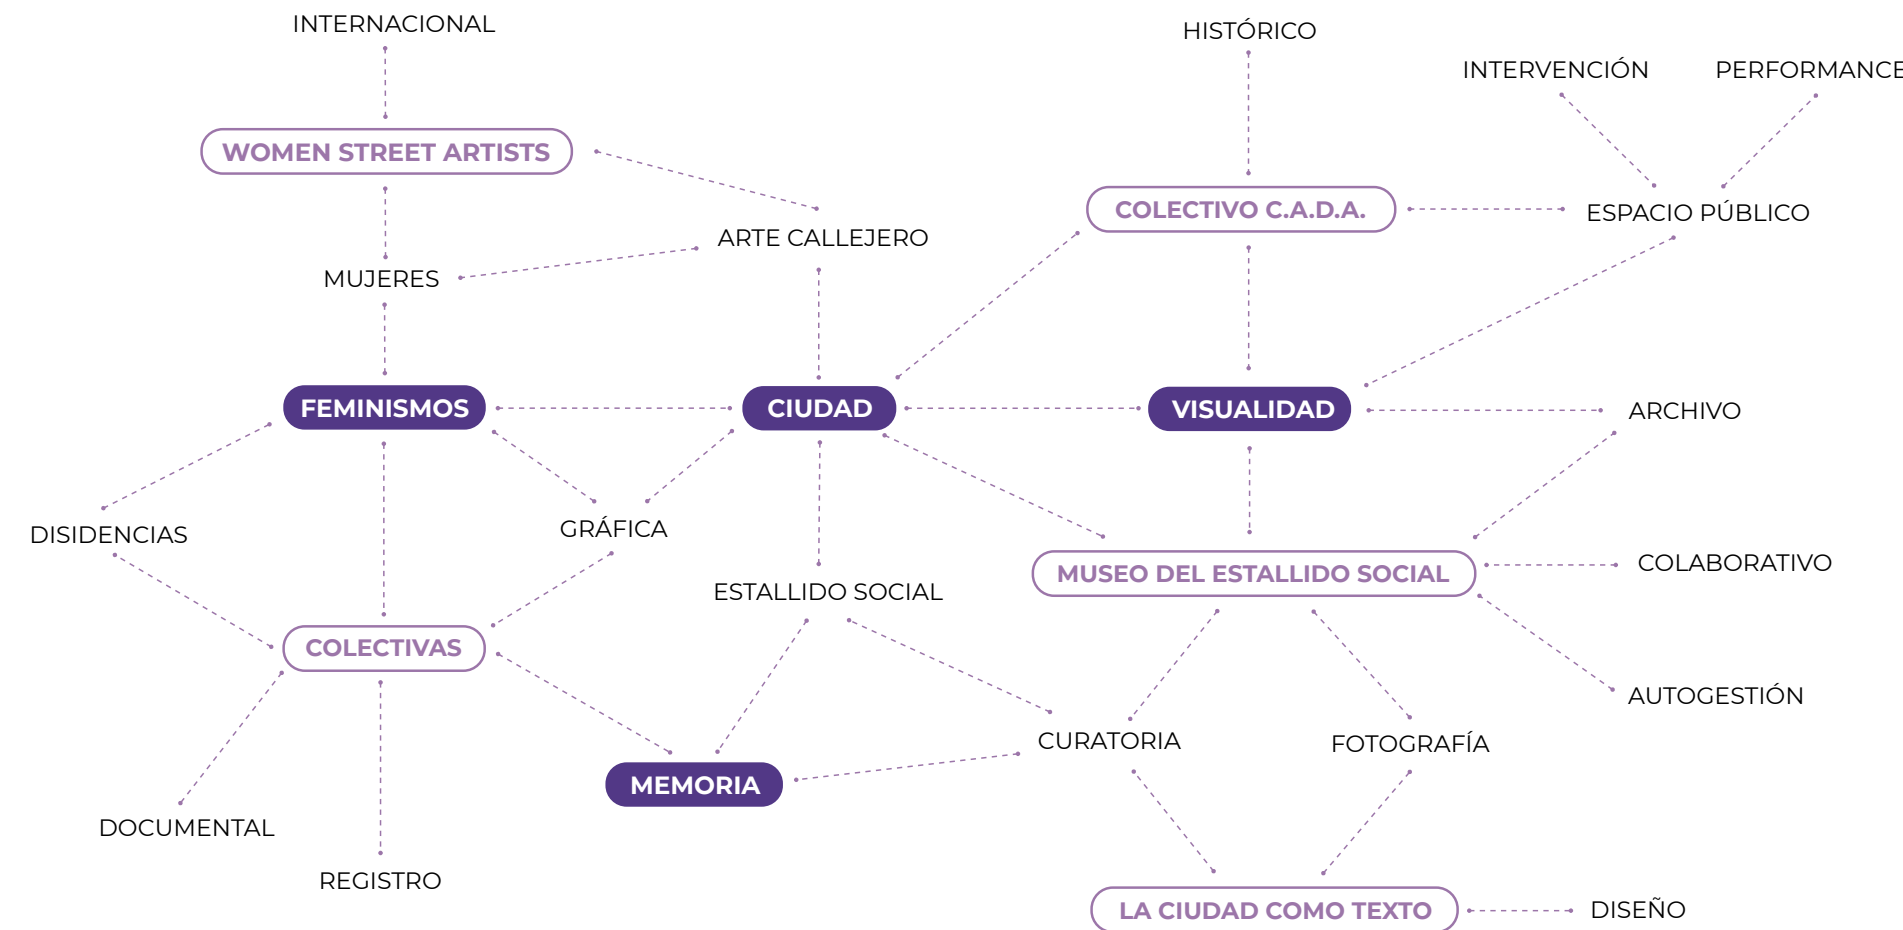 INTERNACIONAL
HISTÓRICO
INTERVENCIÓN
PERFORMANCE
WOMEN STREET ARTISTS
COLECTIVO C.A.D.A.
ESPACIO PÚBLICO
ARTE CALLEJERO
MUJERES
FEMINISMOS
CIUDAD
VISUALIDAD
ARCHIVO
DISIDENCIAS
GRÁFICA
COLABORATIVO
MUSEO DEL ESTALLIDO SOCIAL
ESTALLIDO SOCIAL
COLECTIVAS
AUTOGESTIÓN
CURATORIA
FOTOGRAFÍA
MEMORIA
DOCUMENTAL
REGISTRO
LA CIUDAD COMO TEXTO
DISEÑO